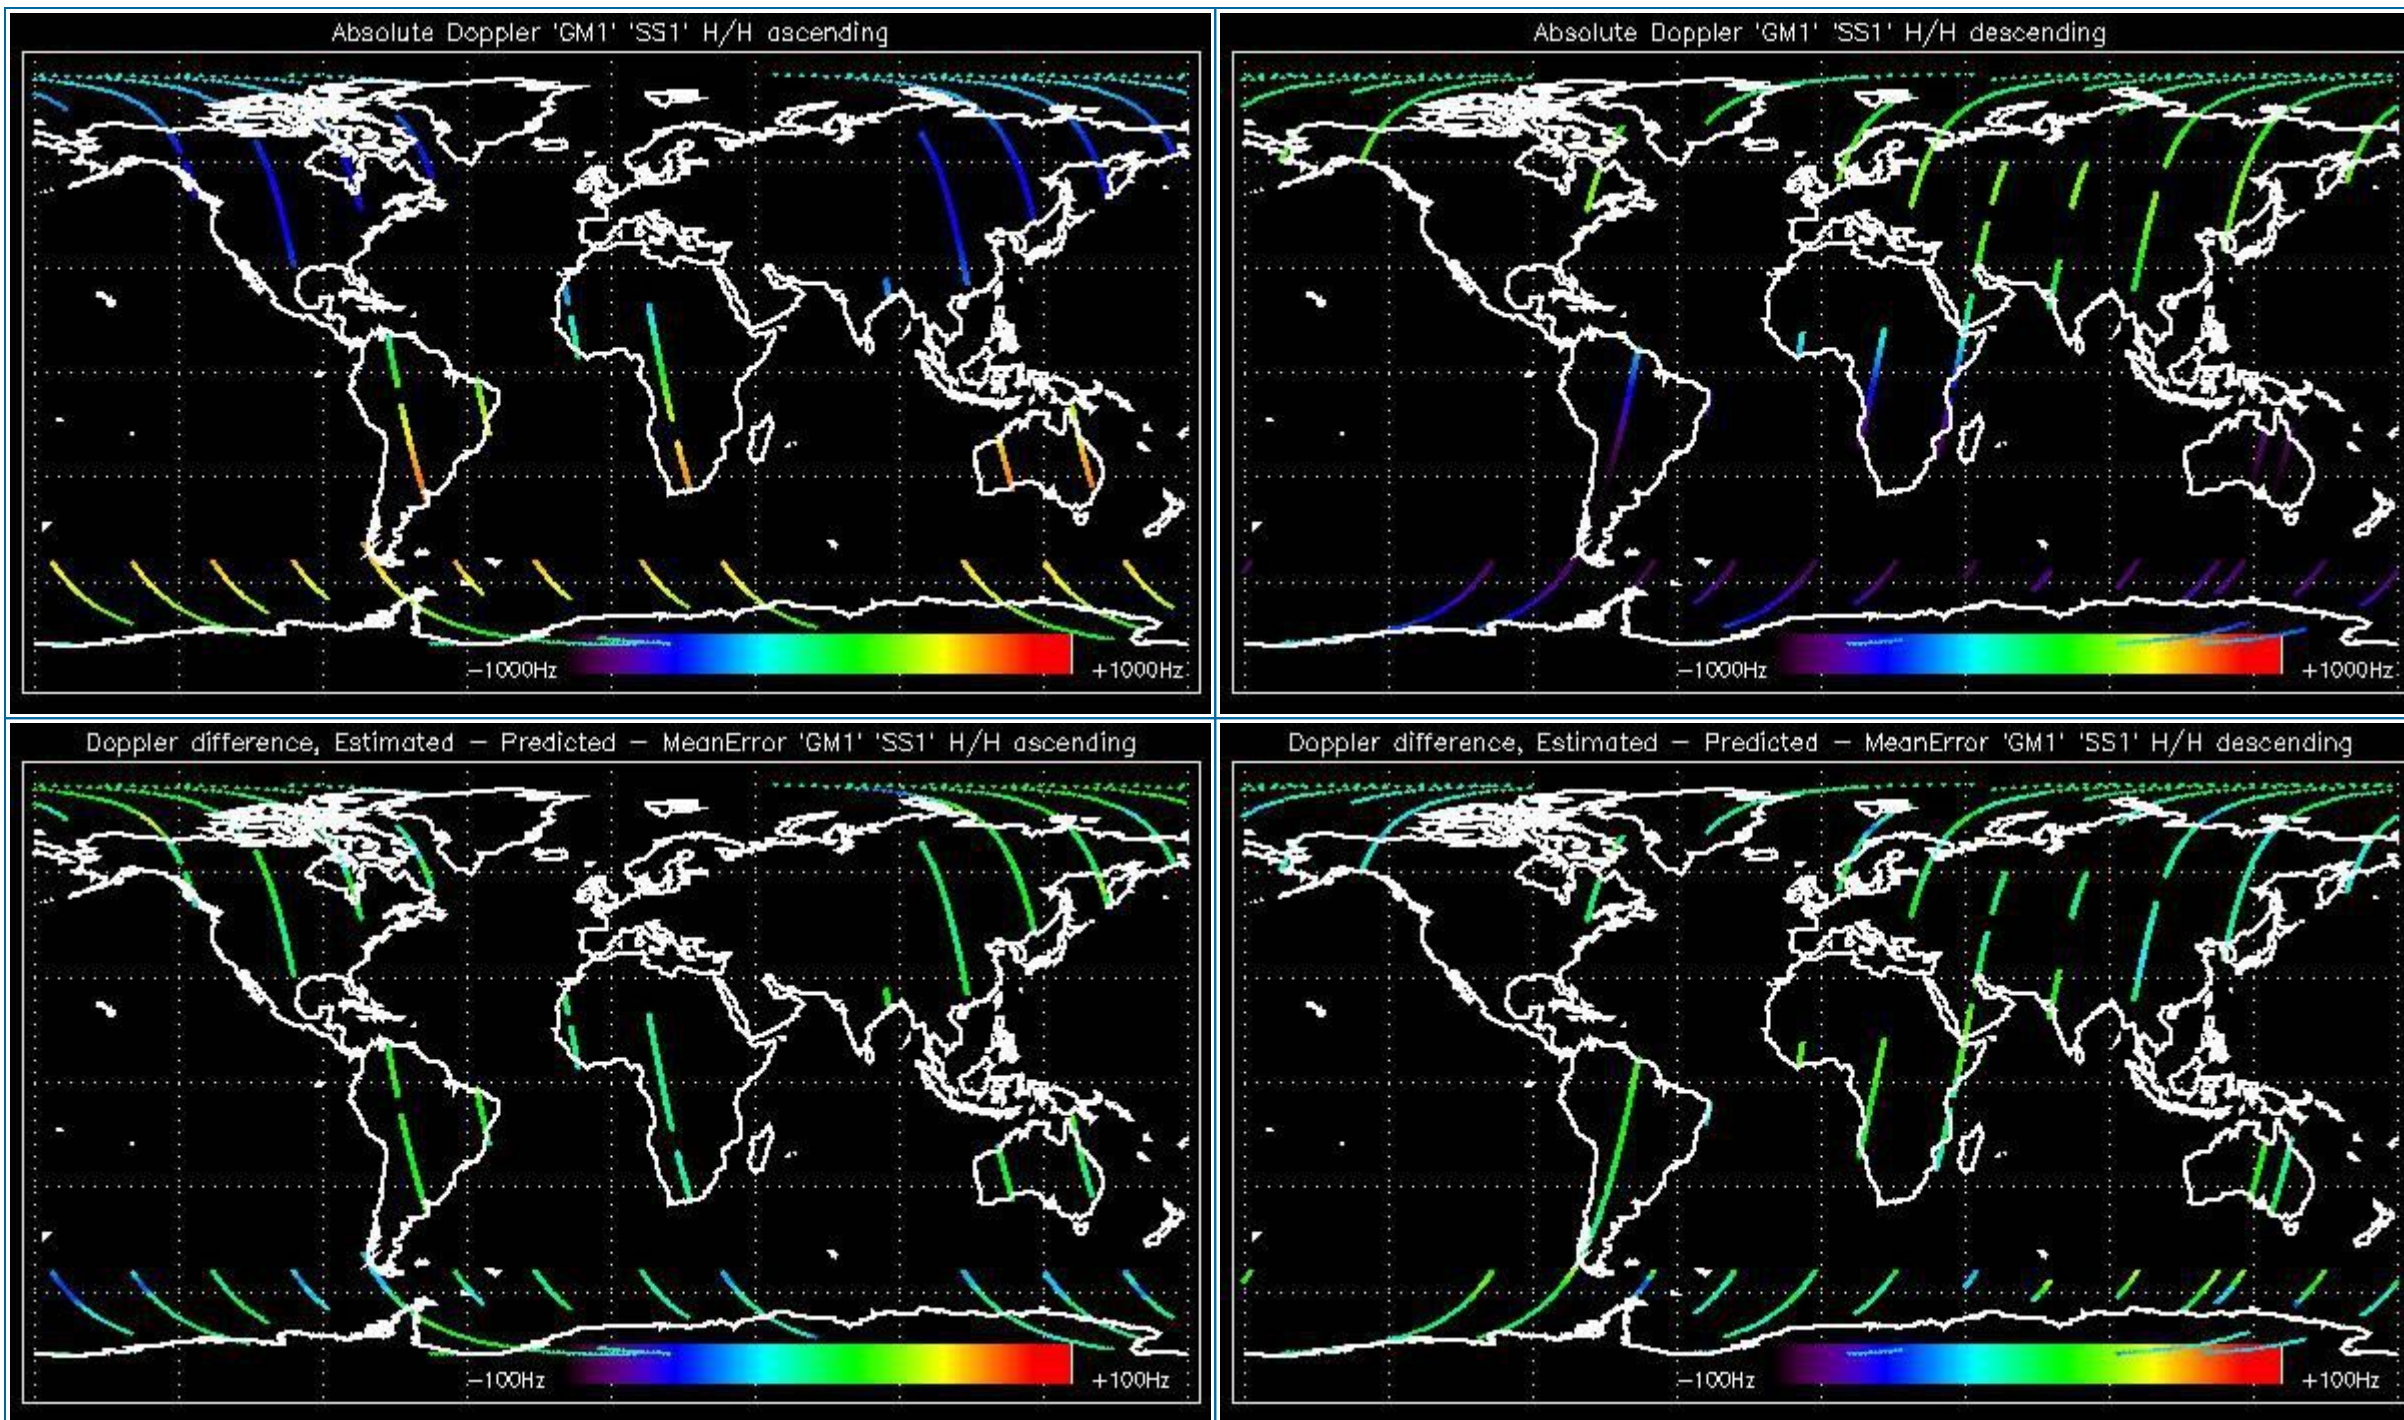 Absolute Doppler 'GM1' 'SS1' H/H ascending
−1000Hz
+1000Hz
Absolute Doppler 'GM1' 'SS1' H/H descending
−1000Hz
+1000Hz
Doppler difference, Estimated − Predicted − MeanError 'GM1' 'SS1' H/H ascending
−100Hz
+100Hz
Doppler difference, Estimated − Predicted − MeanError 'GM1' 'SS1' H/H descending
−100Hz
+100Hz